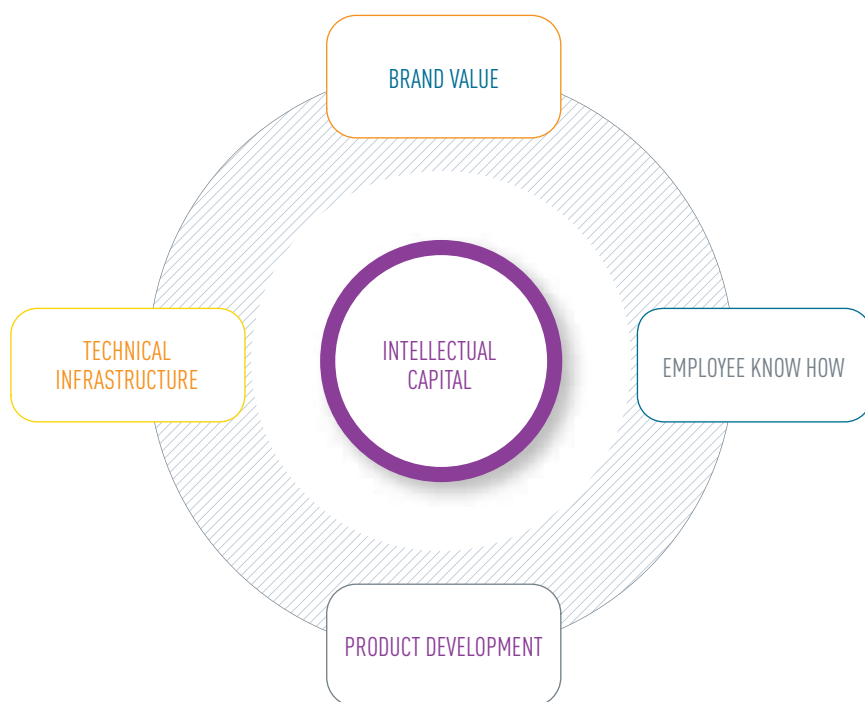 BRAND VALUE
TECHNICAL
INFRASTRUCTURE
INTELLECTUAL
CAPITAL
EMPLOYEE KNOW HOW
PRODUCT DEVELOPMENT